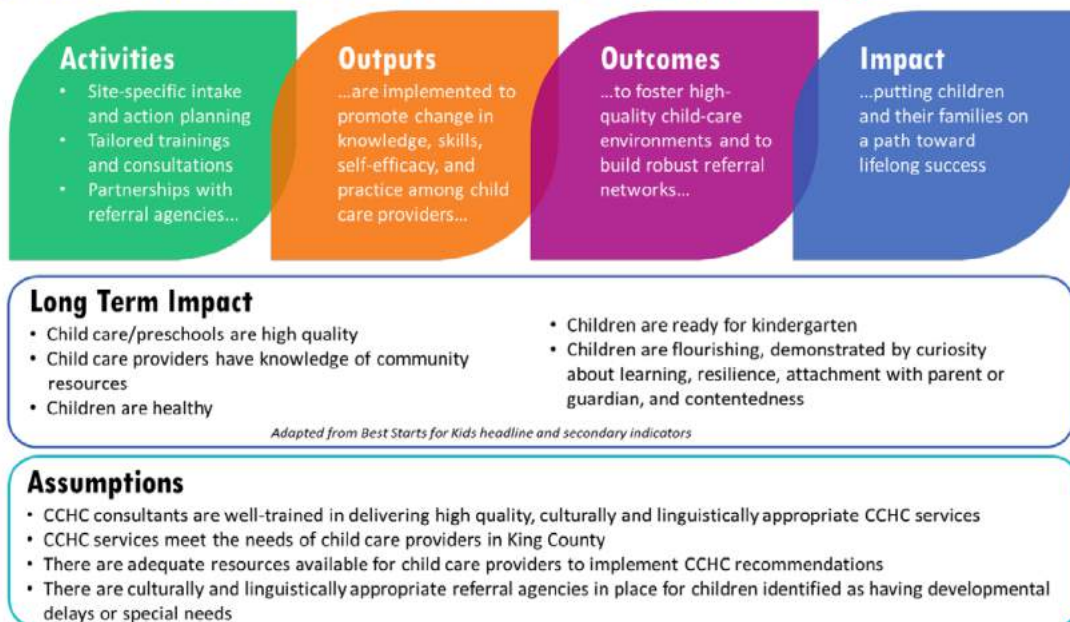 Activities
• Site-specific intake
and action planning
• Tailored trainings
and consultations
• Partnerships with
referral agencies...
Outputs
...are implemented to
promote change in
knowledge, skills,
self-efficacy, and
practice among child
care providers...
Outcomes
...to foster high-
quality child-care
environments and to
build robust referral
networks...
Impact
...putting children
and their families on
a path toward
lifelong success
Long Term Impact
• Child care/preschools are high quality
• Child care providers have knowledge of community
resources
• Children are healthy
• Children are ready for kindergarten
• Children are flourishing, demonstrated by curiosity
about learning, resilience, attachment with parent or
guardian, and contentedness
Adapted from Best Starts for Kids headline and secondary indicators
Assumptions
• CCHC consultants are well-trained in delivering high quality, culturally and linguistically appropriate CCHC services
• CCHC services meet the needs of child care providers in King County
• There are adequate resources available for child care providers to implement CCHC recommendations
• There are culturally and linguistically appropriate referral agencies in place for children identified as having developmental
delays or special needs